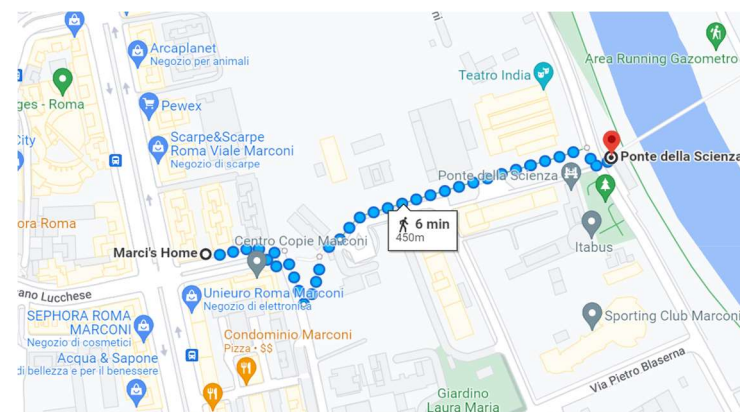 Arcaplanet
Negozio per animali
Area Running Gazometro
Teatro India
ges - Roma
Pewex
City
Scarpe&Scarpe
Roma Viale Marconi
Negozio di scarpe
Ponte della Scienza
Ponte della Scienza
6 min
450m
ora Roma
Centro Copie Marconi
Marci's Home
Itabus
ano Lucchese
Unieuro Roma Marconi
Negozio di elettronica
SEPHORA ROMA
MARCONI
Negozio di cosmetici
Sporting Club Marconi
Condominio Marconi
Pizza · $$
Acqua & Sapone
di bellezza e per il benessere
Via Pietro Blaserna
Giardino
Laura Maria